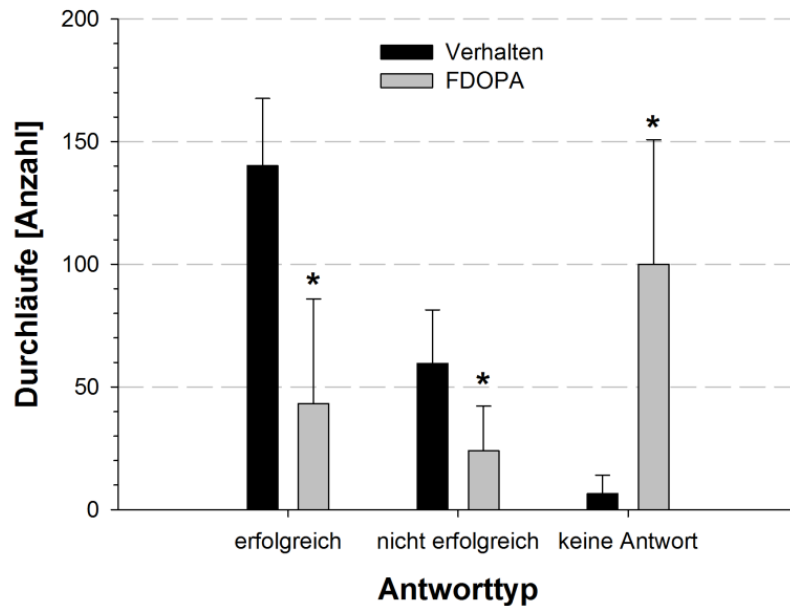 200
Verhalten
FDOPA
*
150
100
*
*
50
0
Durchläufe [Anzahl]
erfolgreich
nicht erfolgreich
keine Antwort
Antworttyp